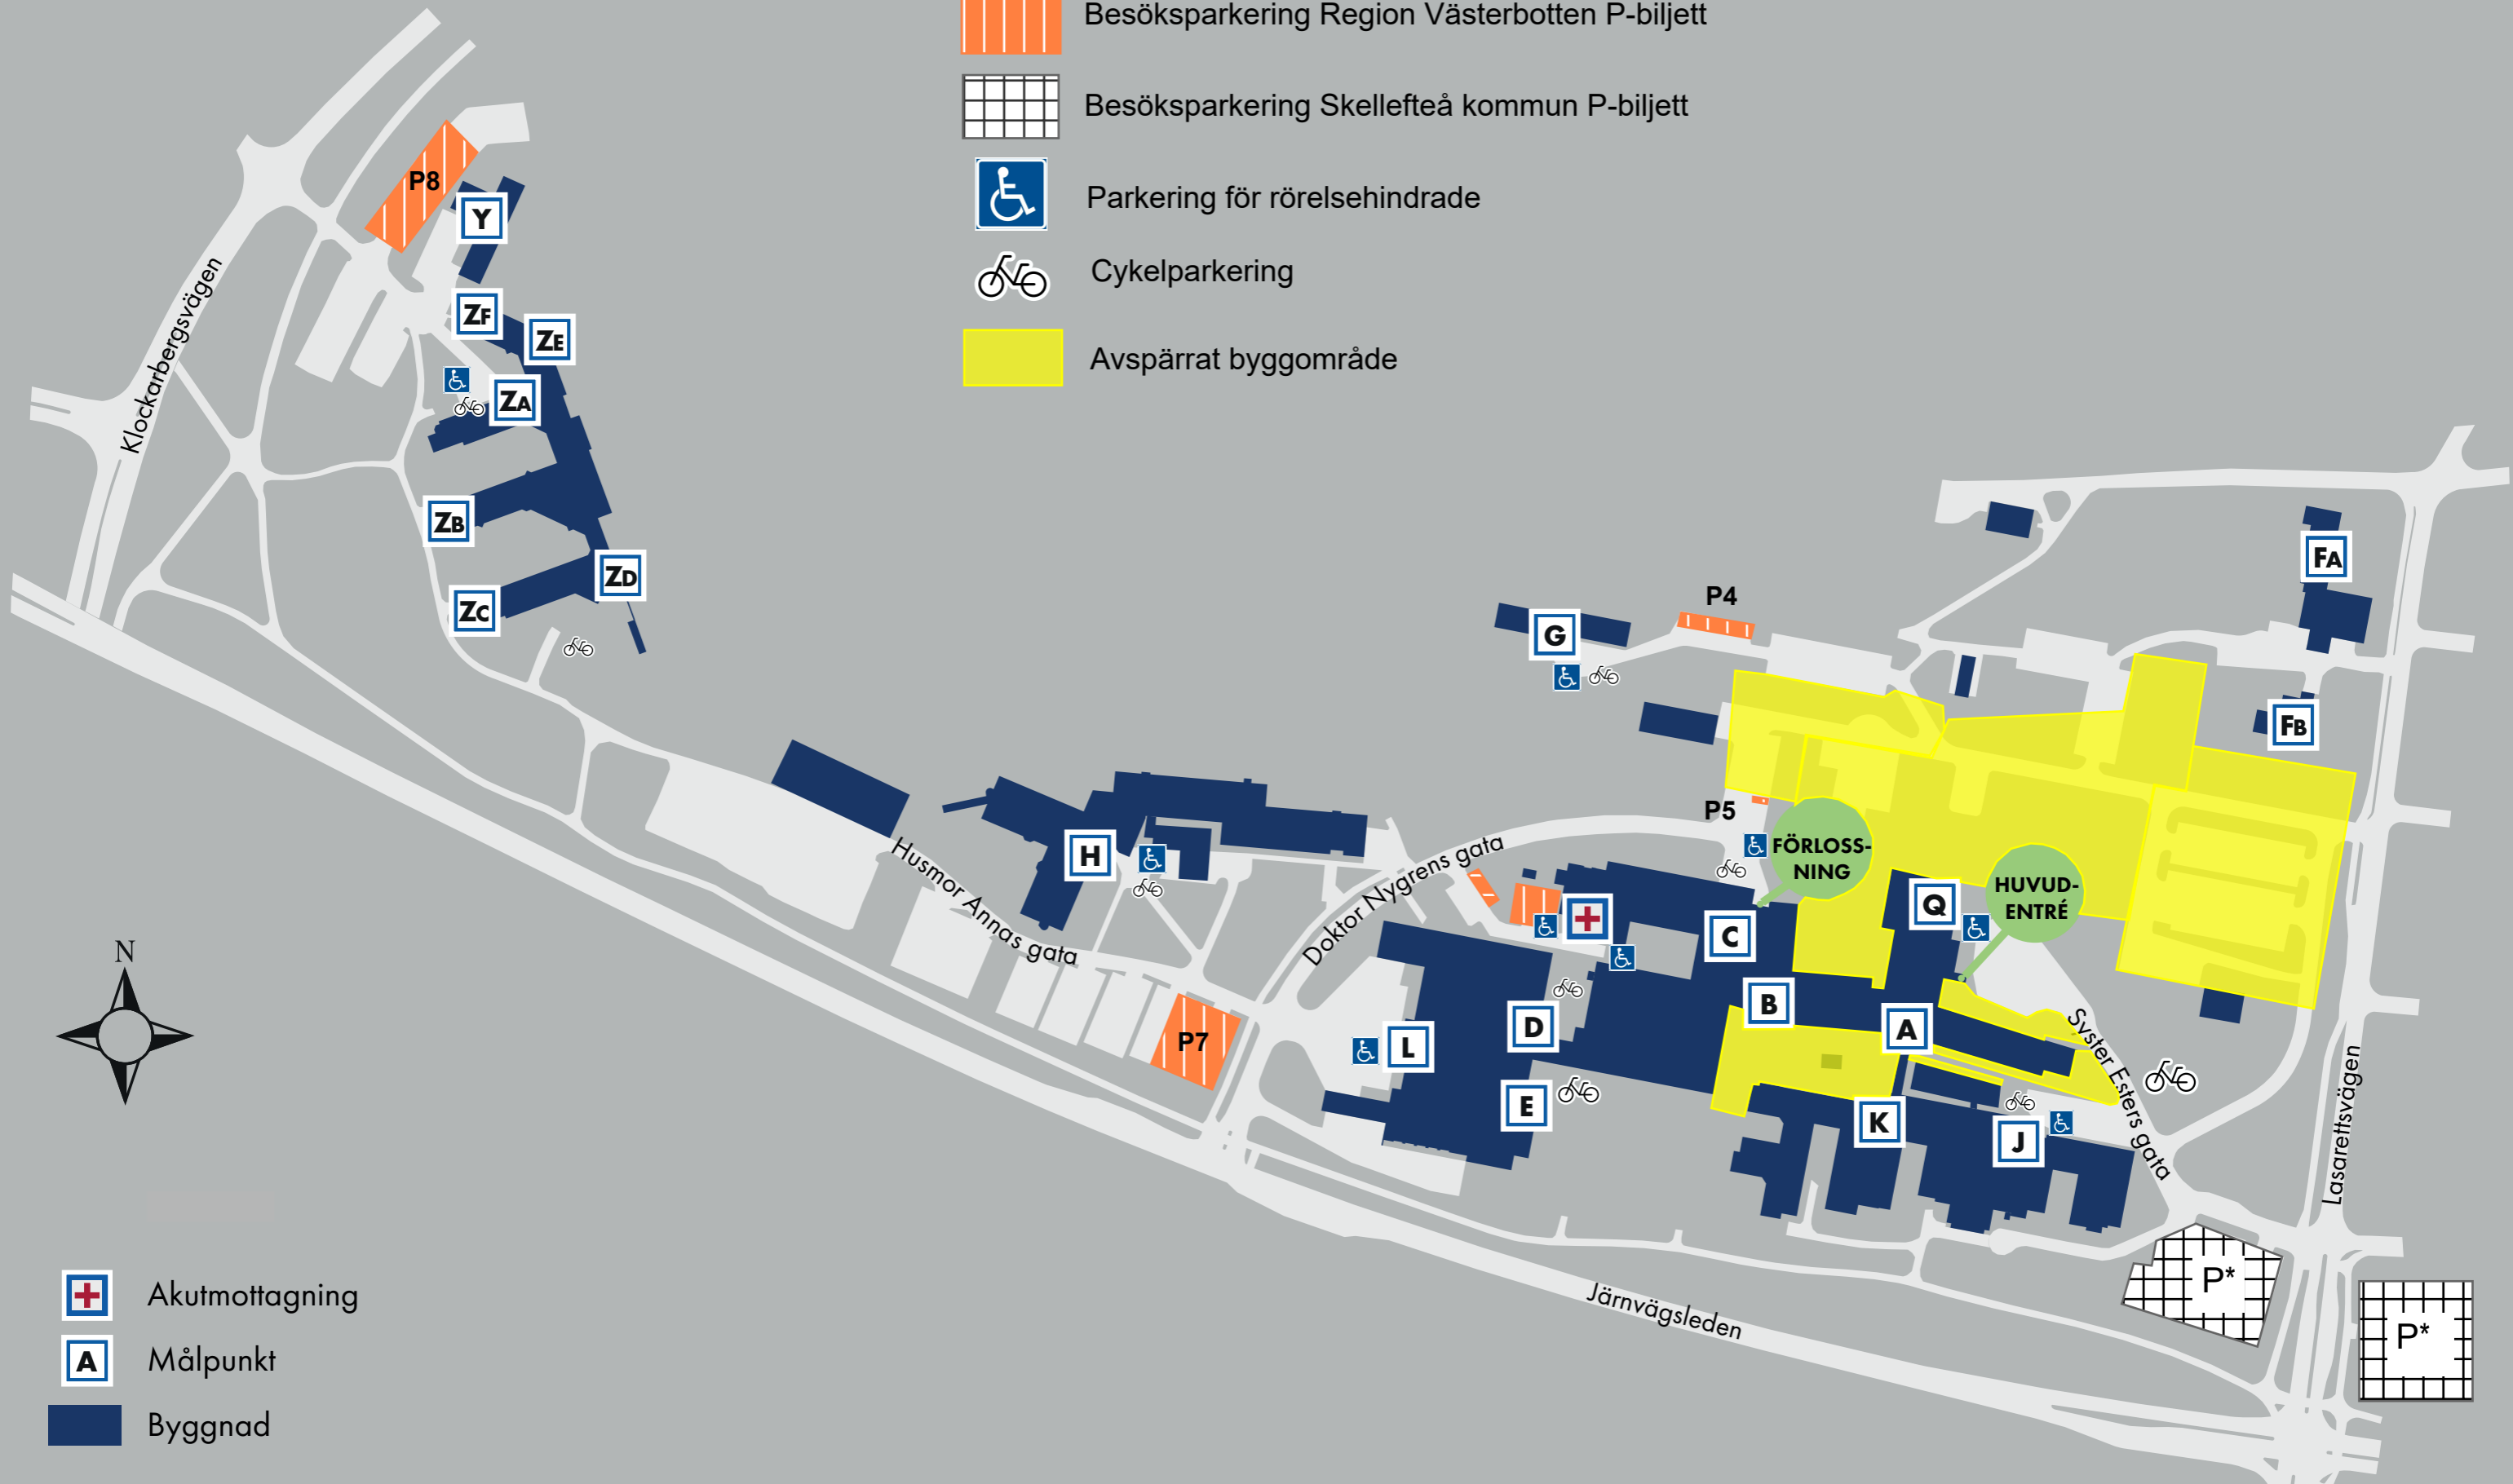 Besöksparkering Region Västerbotten P-biljett
Besöksparkering Skellefteå kommun P-biljett
Parkering för rörelsehindrade
Cykelparkering
Avspärrat byggområde
P8
Y
ZF
ZE
ZA
ZB
ZD
ZC
Klockarbergsvägen
P4
G
FA
FB
P5
FÖRLOSS-
NING
HUVUD-
ENTRÉ
H
Husmor Annas gata
Doktor Nygrens gata
Q
C
B
A
D
L
E
K
J
P7
Syster Esters gata
Lasarettsvägen
Järnvägsleden
P*
P*
N
Akutmottagning
A Målpunkt
Byggnad